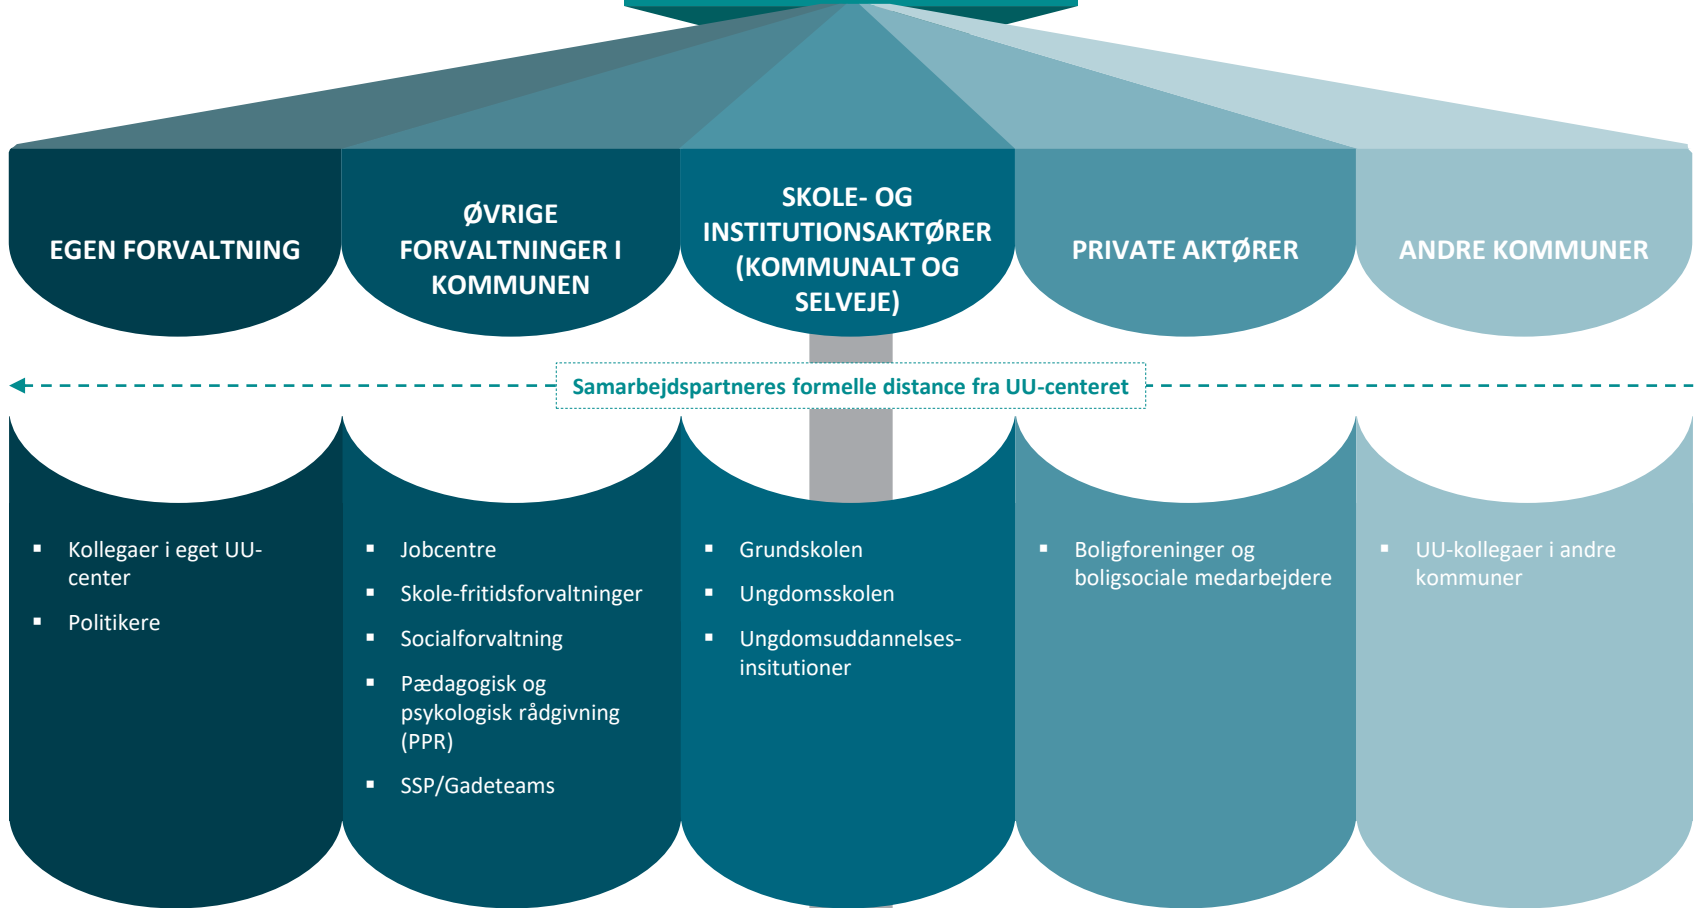 EGEN FORVALTNING
ØVRIGE
FORVALTNINGER I
KOMMUNEN
SKOLE- OG
INSTITUTIONSAKTØRER
(KOMMUNALT OG
SELVEJE)
PRIVATE AKTØRER
ANDRE KOMMUNER
Samarbejdspartneres formelle distance fra UU-centeret
▪ Kollegaer i eget UU-
center
▪ Politikere
▪ Jobcentre
▪ Skole-fritidsforvaltninger
▪ Socialforvaltning
▪ Pædagogisk og
psykologisk rådgivning
(PPR)
▪ SSP/Gadeteams
▪ Grundskolen
▪ Ungdomsskolen
▪ Ungdomsuddannelses-
insitutioner
▪ Boligforeninger og
boligsociale medarbejdere
▪ UU-kollegaer i andre
kommuner